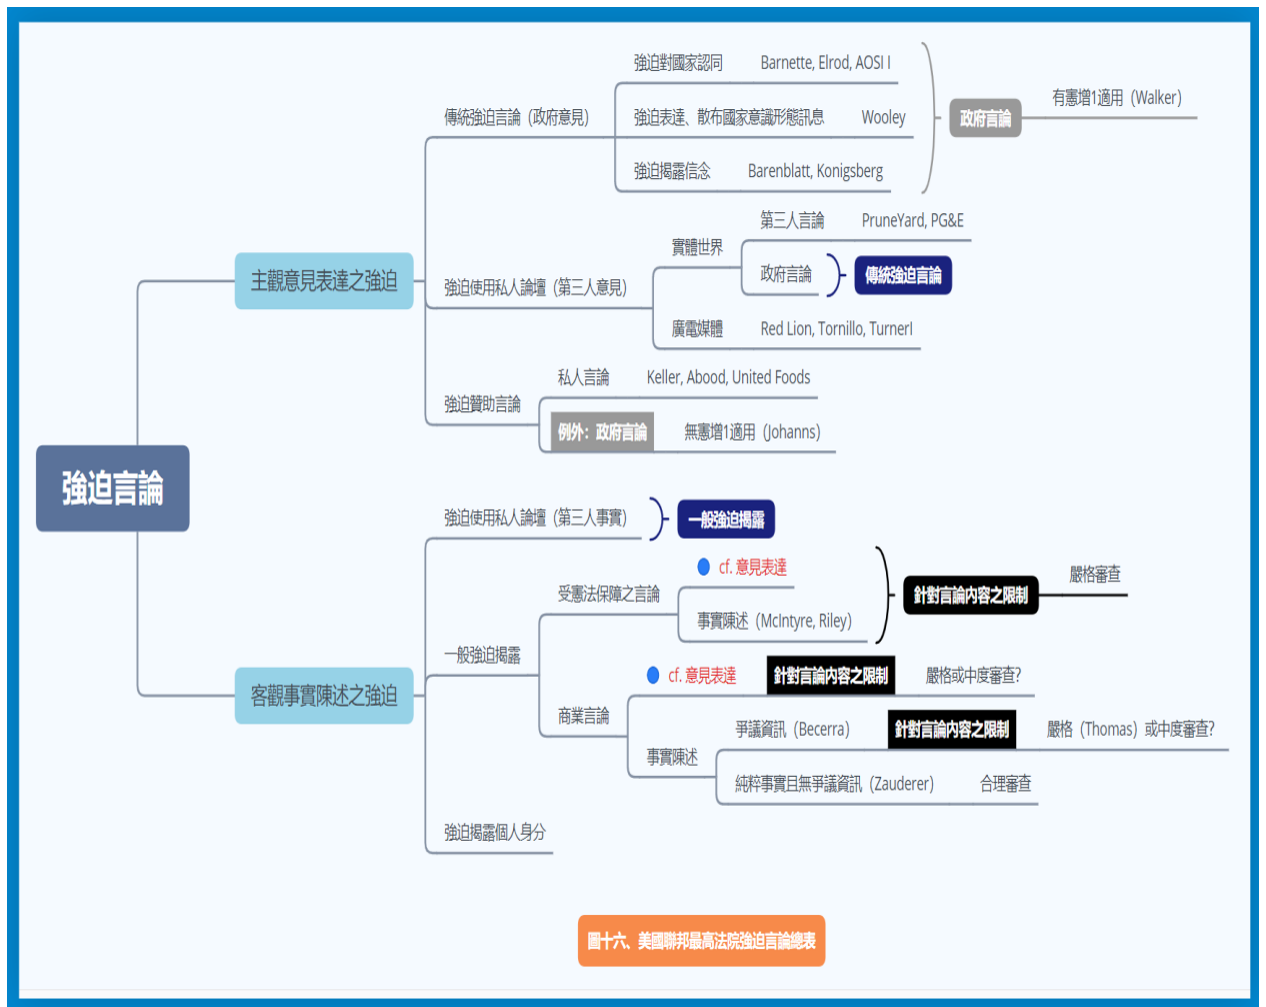 強迫言論
主觀意見表達之強迫
傳統強迫言論（政府意見）
強迫對國家認同 Barnette, Elrod, AOSI I
強迫表達、散布國家意識形態訊息 Wooley
強迫揭露信念 Barenblatt, Konigsberg
政府言論
有憲增1適用（Walker）
強迫使用私人論壇（第三人意見）
實體世界
第三人言論 PruneYard, PG&E
政府言論
傳統強迫言論
廣電媒體 Red Lion, Tornillo, TurnerI
強迫贊助言論
私人言論 Keller, Abood, United Foods
例外：政府言論 無憲增1適用（Johanns）
客觀事實陳述之強迫
強迫使用私人論壇（第三人事實）
一般強迫揭露
一般強迫揭露
受憲法保障之言論
cf. 意見表達
事實陳述（McIntyre, Riley）
針對言論內容之限制
嚴格審查
商業言論
cf. 意見表達 針對言論內容之限制 嚴格或中度審查?
事實陳述
爭議資訊（Becerra） 針對言論內容之限制 嚴格（Thomas）或中度審查?
純粹事實且無爭議資訊（Zauderer） 合理審查
強迫揭露個人身分
圖十六、美國聯邦最高法院強迫言論總表